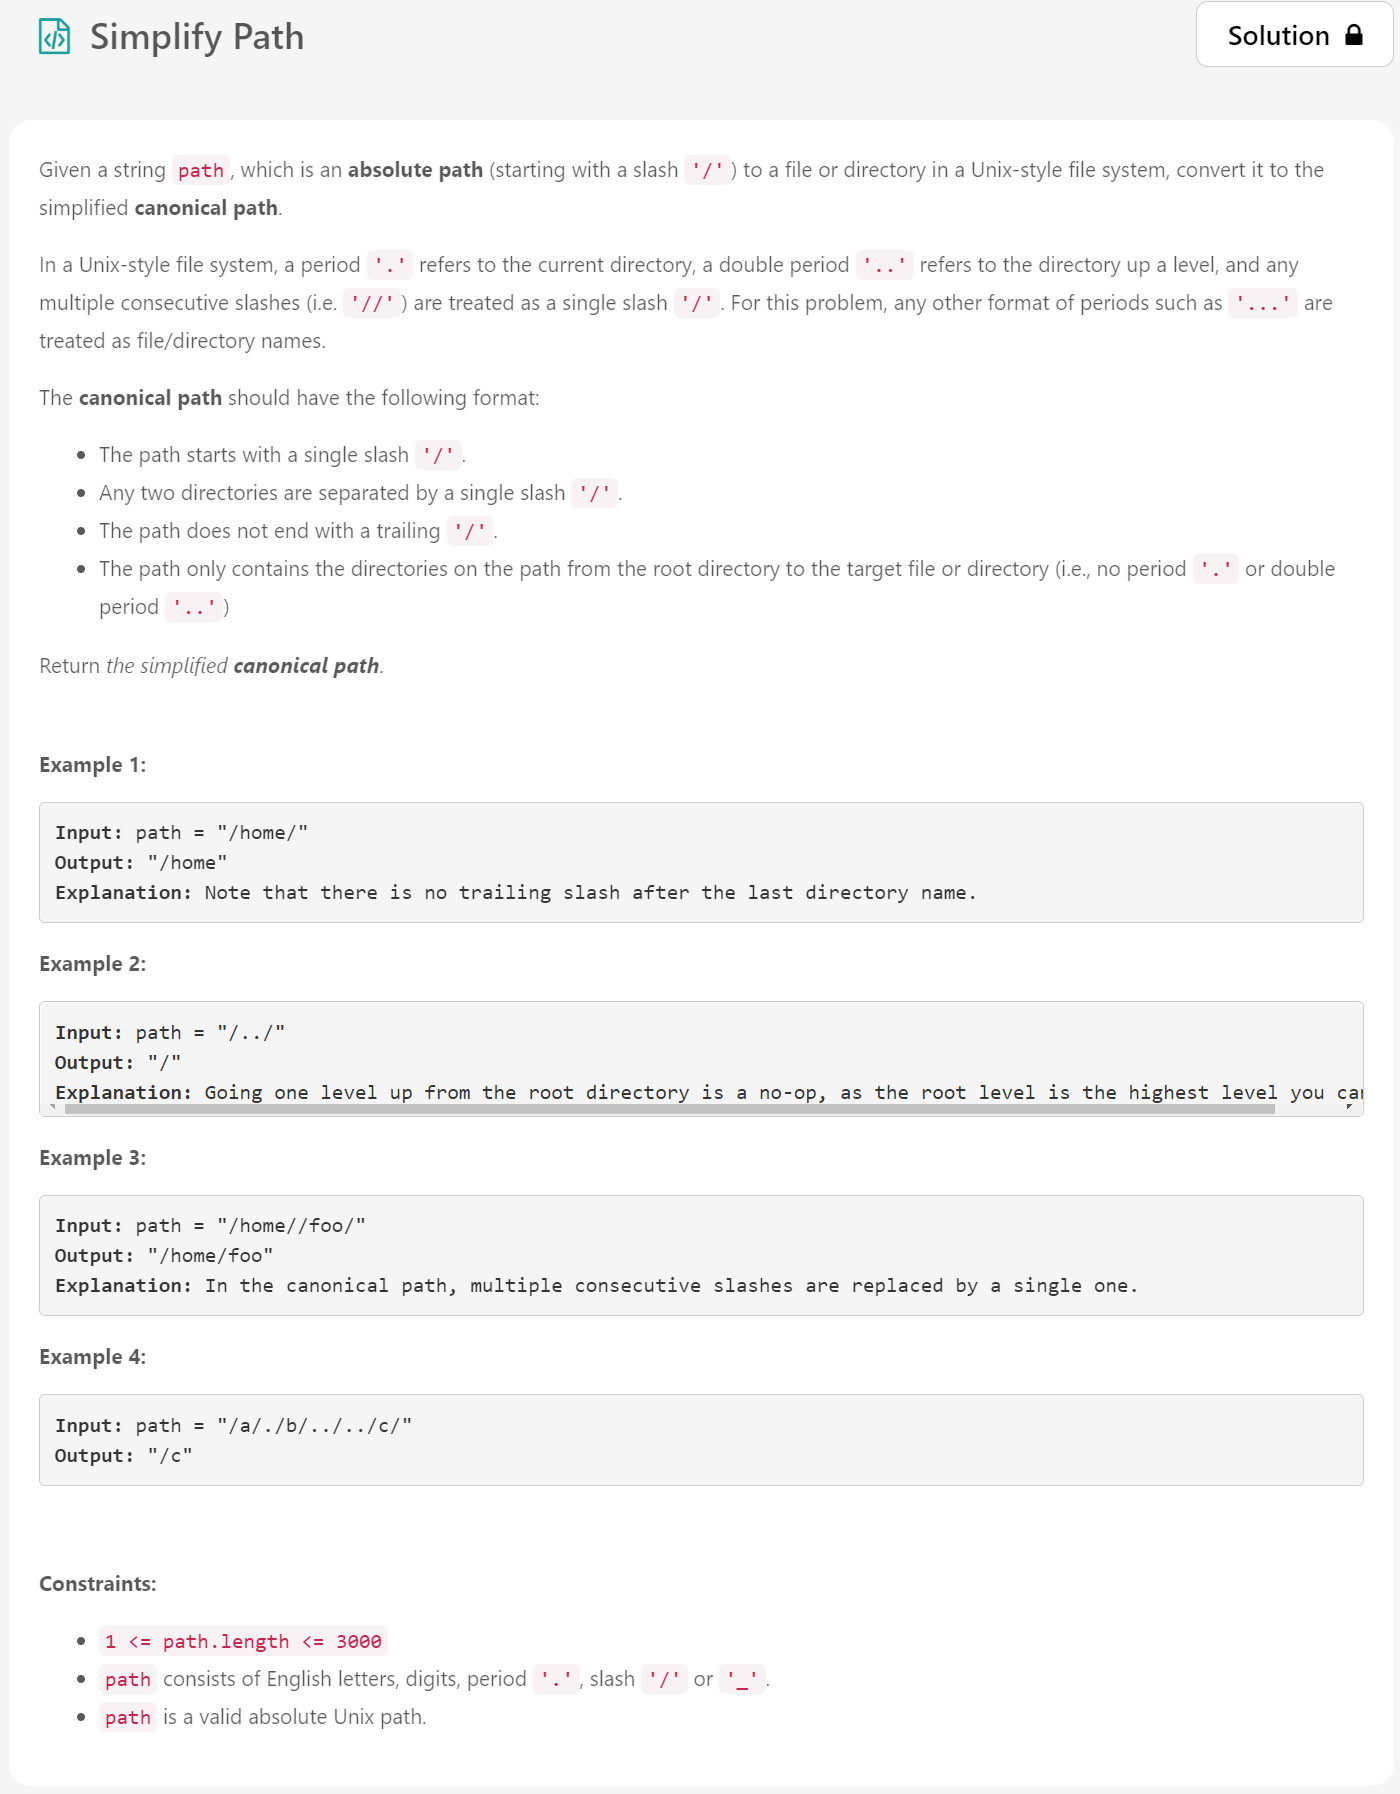 Simplify Path
Solution
Given a string path, which is an absolute path (starting with a slash '/') to a file or directory in a Unix-style file system, convert it to the
simplified canonical path.
In a Unix-style file system, a period '.' refers to the current directory, a double period '..' refers to the directory up a level, and any
multiple consecutive slashes (i.e. '//') are treated as a single slash '/'. For this problem, any other format of periods such as '...' are
treated as file/directory names.
The canonical path should have the following format:
• The path starts with a single slash '/'.
• Any two directories are separated by a single slash '/'.
• The path does not end with a trailing '/'.
• The path only contains the directories on the path from the root directory to the target file or directory (i.e., no period '.' or double
period '..')
Return the simplified canonical path.
Example 1:
Input: path = "/home/"
Output: "/home"
Explanation: Note that there is no trailing slash after the last directory name.
Example 2:
Input: path = "/../"
Output: "/"
Explanation: Going one level up from the root directory is a no-op, as the root level is the highest level you
Example 3:
Input: path = "/home//foo/"
Output: "/home/foo"
Explanation: In the canonical path, multiple consecutive slashes are replaced by a single one.
Example 4:
Input: path = "/a/./b/../../c/"
Output: "/c"
Constraints:
• 1 <= path.length <= 3000
• path consists of English letters, digits, period '.', slash '/' or '_'.
• path is a valid absolute Unix path.